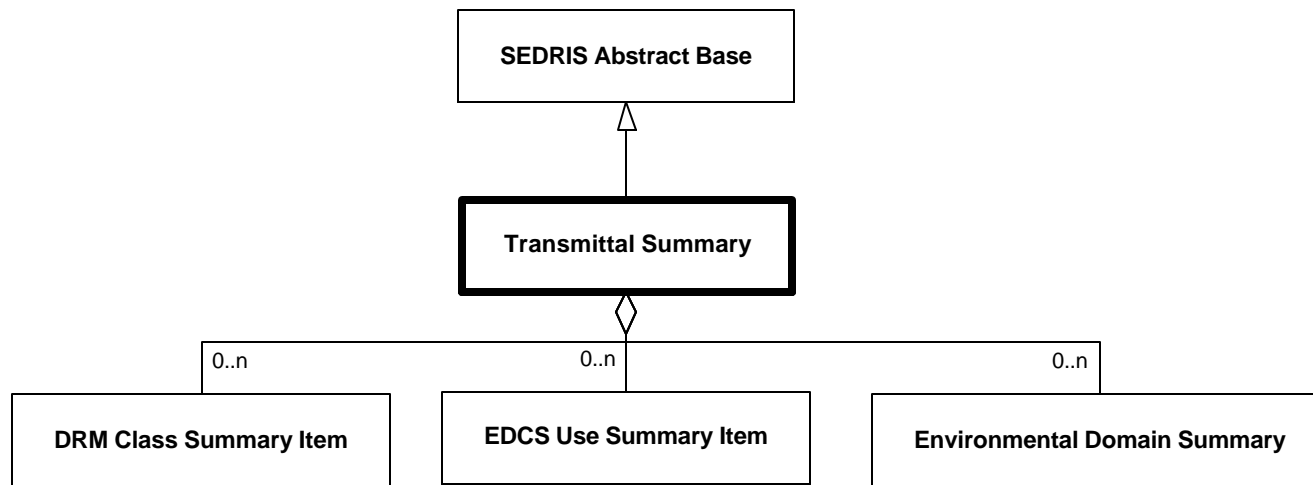 SEDRIS Abstract Base
Transmittal Summary
0..n
0..n
0..n
DRM Class Summary Item
EDCS Use Summary Item
Environmental Domain Summary